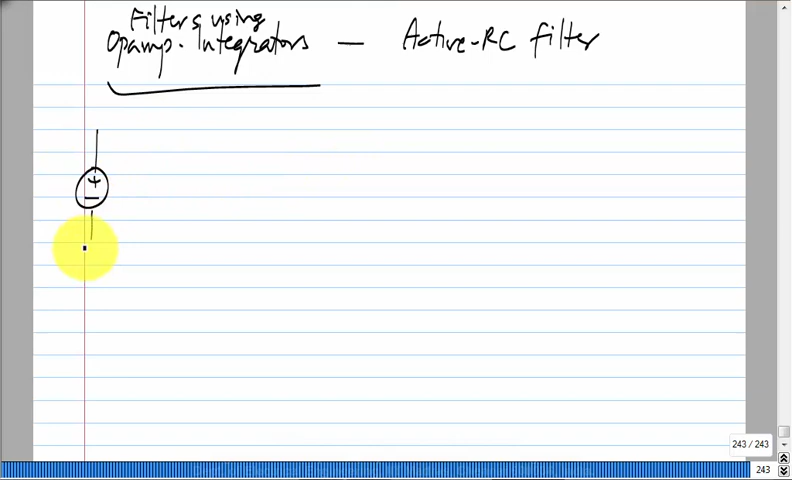 Filters using
Opamp. Integrators — Active-RC filter
+
–
243 / 243
243